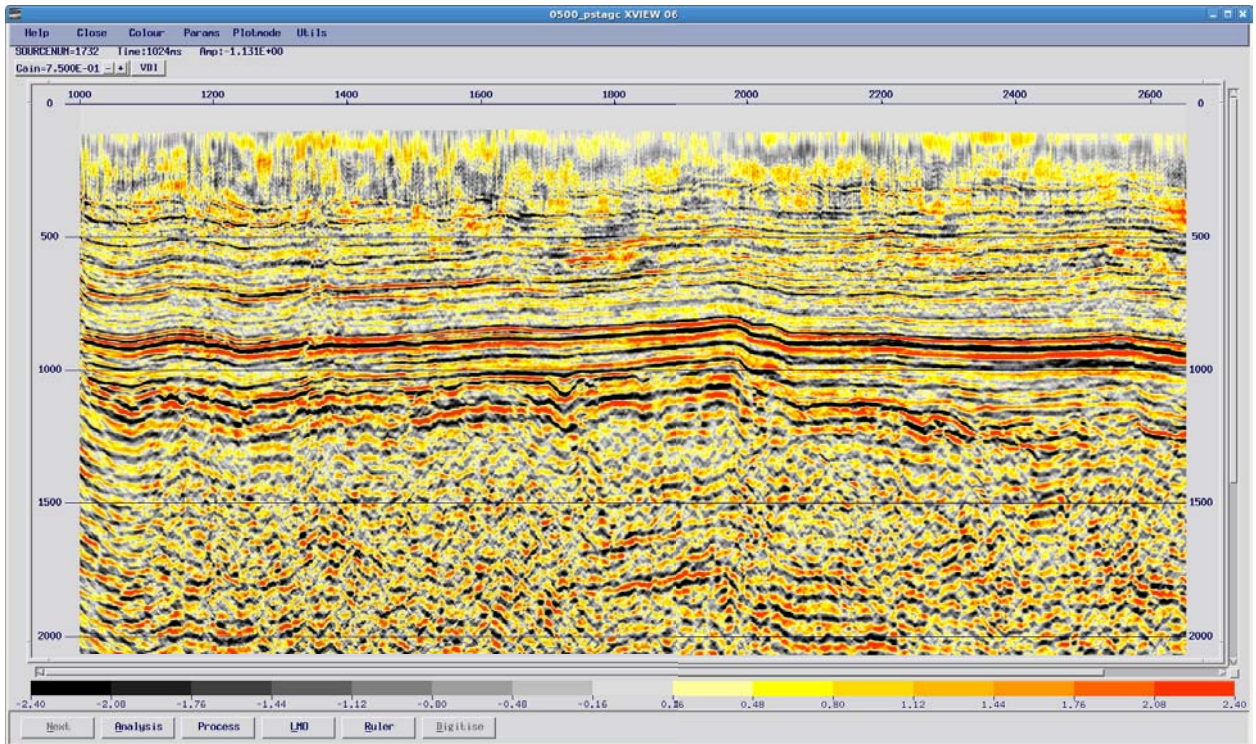 0500_pstagc XVIEW 06
Help Close Colour Params Plotmode Utils
SOURCENUM=1732 Time:1024ms Amp:-1.131E+00
Gain=7.500E-01 - + VDI
1000 1200 1400 1600 1800 2000 2200 2400 2600
0 0
500 500
1000 1000
1500 1500
2000 2000
-2.40 -2.08 -1.76 -1.44 -1.12 -0.80 -0.48 -0.16 0.16 0.48 0.80 1.12 1.44 1.76 2.08 2.40
Next Analysis Process LMO Ruler Digitise